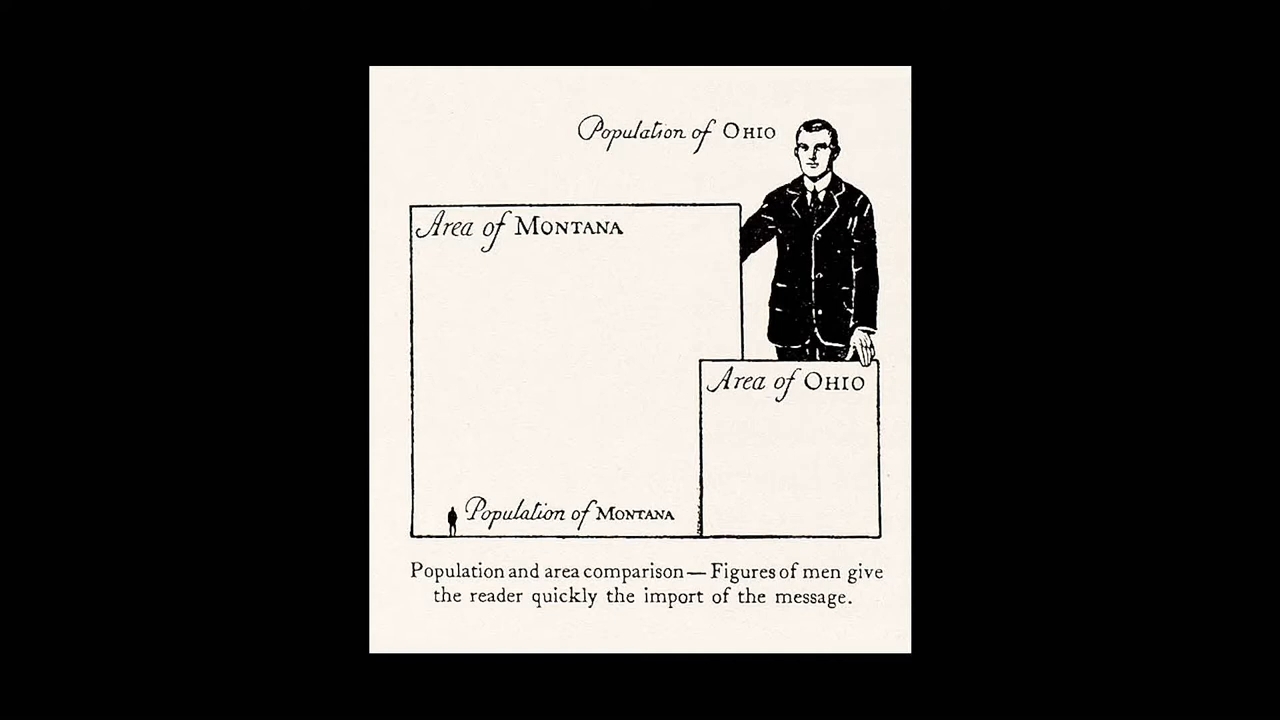 Population of OHIO
Area of MONTANA
Area of OHIO
Population of MONTANA
Population and area comparison — Figures of men give
the reader quickly the import of the message.